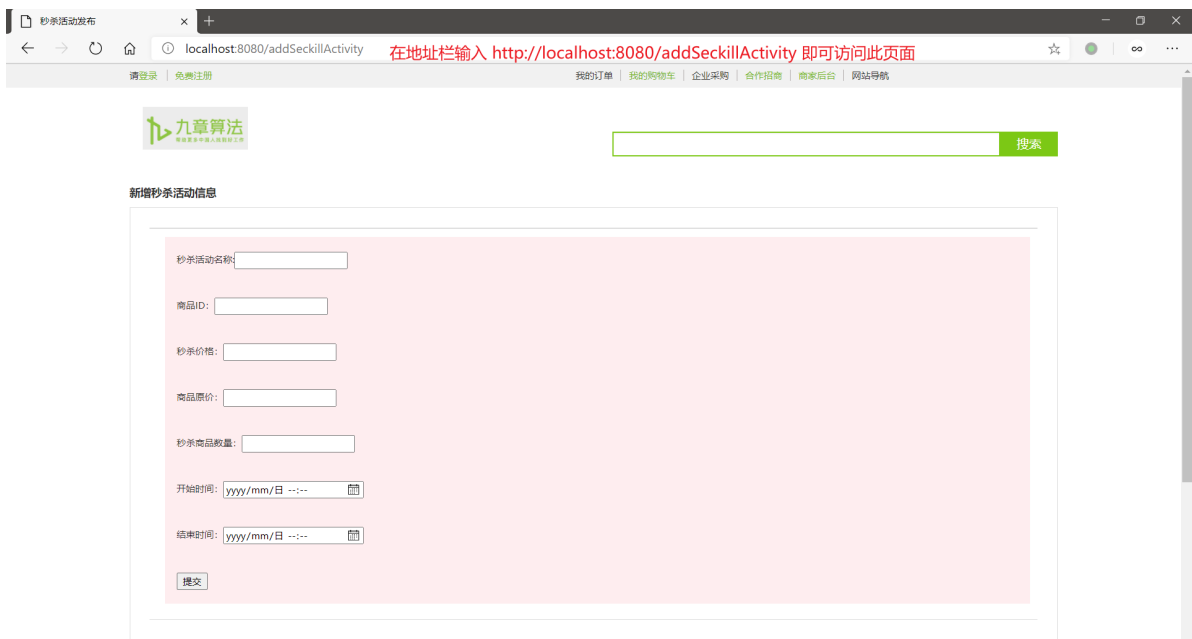 秒杀活动发布
localhost:8080/addSeckillActivity
在地址栏输入 http://localhost:8080/addSeckillActivity 即可访问此页面
请登录 免费注册 我的订单 我的购物车 企业采购 合作招商 商家后台 网站导航
九章算法
搜索
新增秒杀活动信息
秒杀活动名称:
商品ID：
秒杀价格：
商品原价：
秒杀商品数量：
开始时间： yyyy/mm/日 --:--
结束时间： yyyy/mm/日 --:--
提交